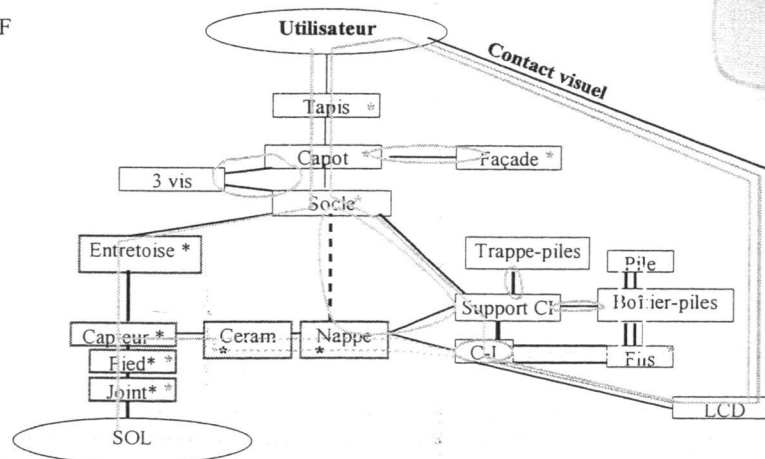 F
Utilisateur
Contact visuel
Tapis *
Capot *
Façade *
3 vis
Socle *
Entretoise *
Trappe-piles
Pile
Support CI
Boîtier-piles
Capteur * *
Ceram
*
Nappe
*
C-I
Fils *
Pied* *
Joint* *
LCD
SOL